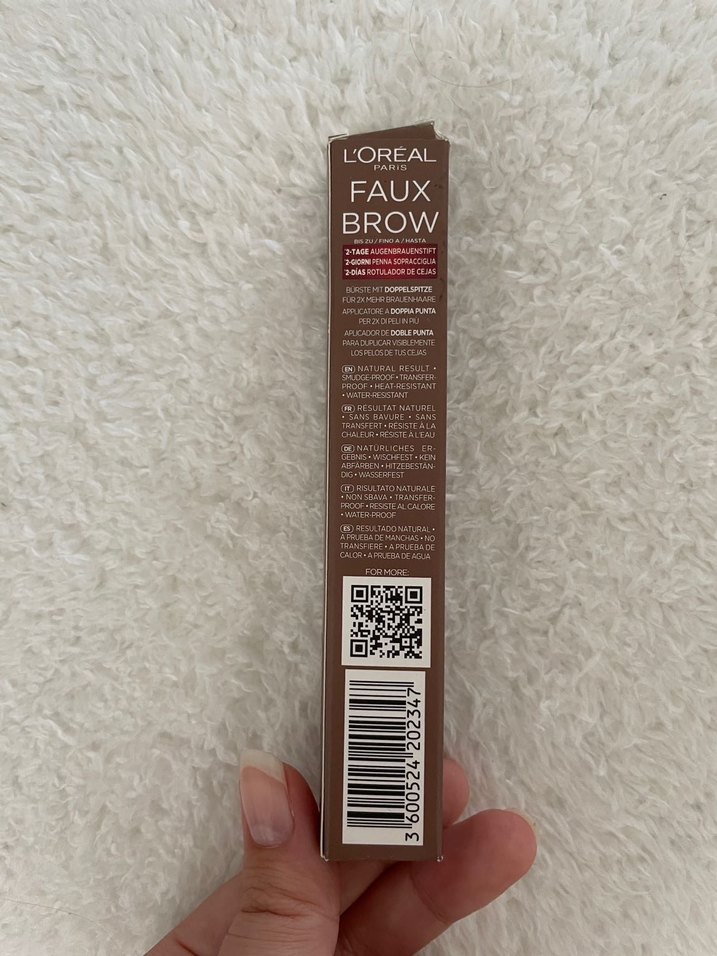 L'ORÉAL
PARIS
FAUX
BROW
BIS ZU / FINO A / HASTA
*2-TAGE AUGENBRAUENSTIFT
*2-GIORNI PENNA SOPRACCIGLIA
*2-DÍAS ROTULADOR DE CEJAS
BÜRSTE MIT DOPPELSPITZE
FÜR 2X MEHR BRAUENHAARE
APPLICATORE A DOPPIA PUNTA
PER 2X DI PELI IN PIÙ
APLICADOR DE DOBLE PUNTA
PARA DUPLICAR VISIBLEMENTE
LOS PELOS DE TUS CEJAS
EN NATURAL RESULT •
SMUDGE-PROOF • TRANSFER-
PROOF • HEAT-RESISTANT
• WATER-RESISTANT
FR RÉSULTAT NATUREL
• SANS BAVURE • SANS
TRANSFERT • RÉSISTE À LA
CHALEUR • RÉSISTE À L'EAU
DE NATÜRLICHES ER-
GEBNIS • WISCHFEST • KEIN
ABFÄRBEN • HITZEBESTÄN-
DIG • WASSERFEST
IT RISULTATO NATURALE
• NON SBAVA • TRANSFER-
PROOF • RESISTE AL CALORE
• WATER-PROOF
ES RESULTADO NATURAL •
A PRUEBA DE MANCHAS • NO
TRANSFIERE • A PRUEBA DE
CALOR • A PRUEBA DE AGUA
FOR MORE:
3 600524 202347